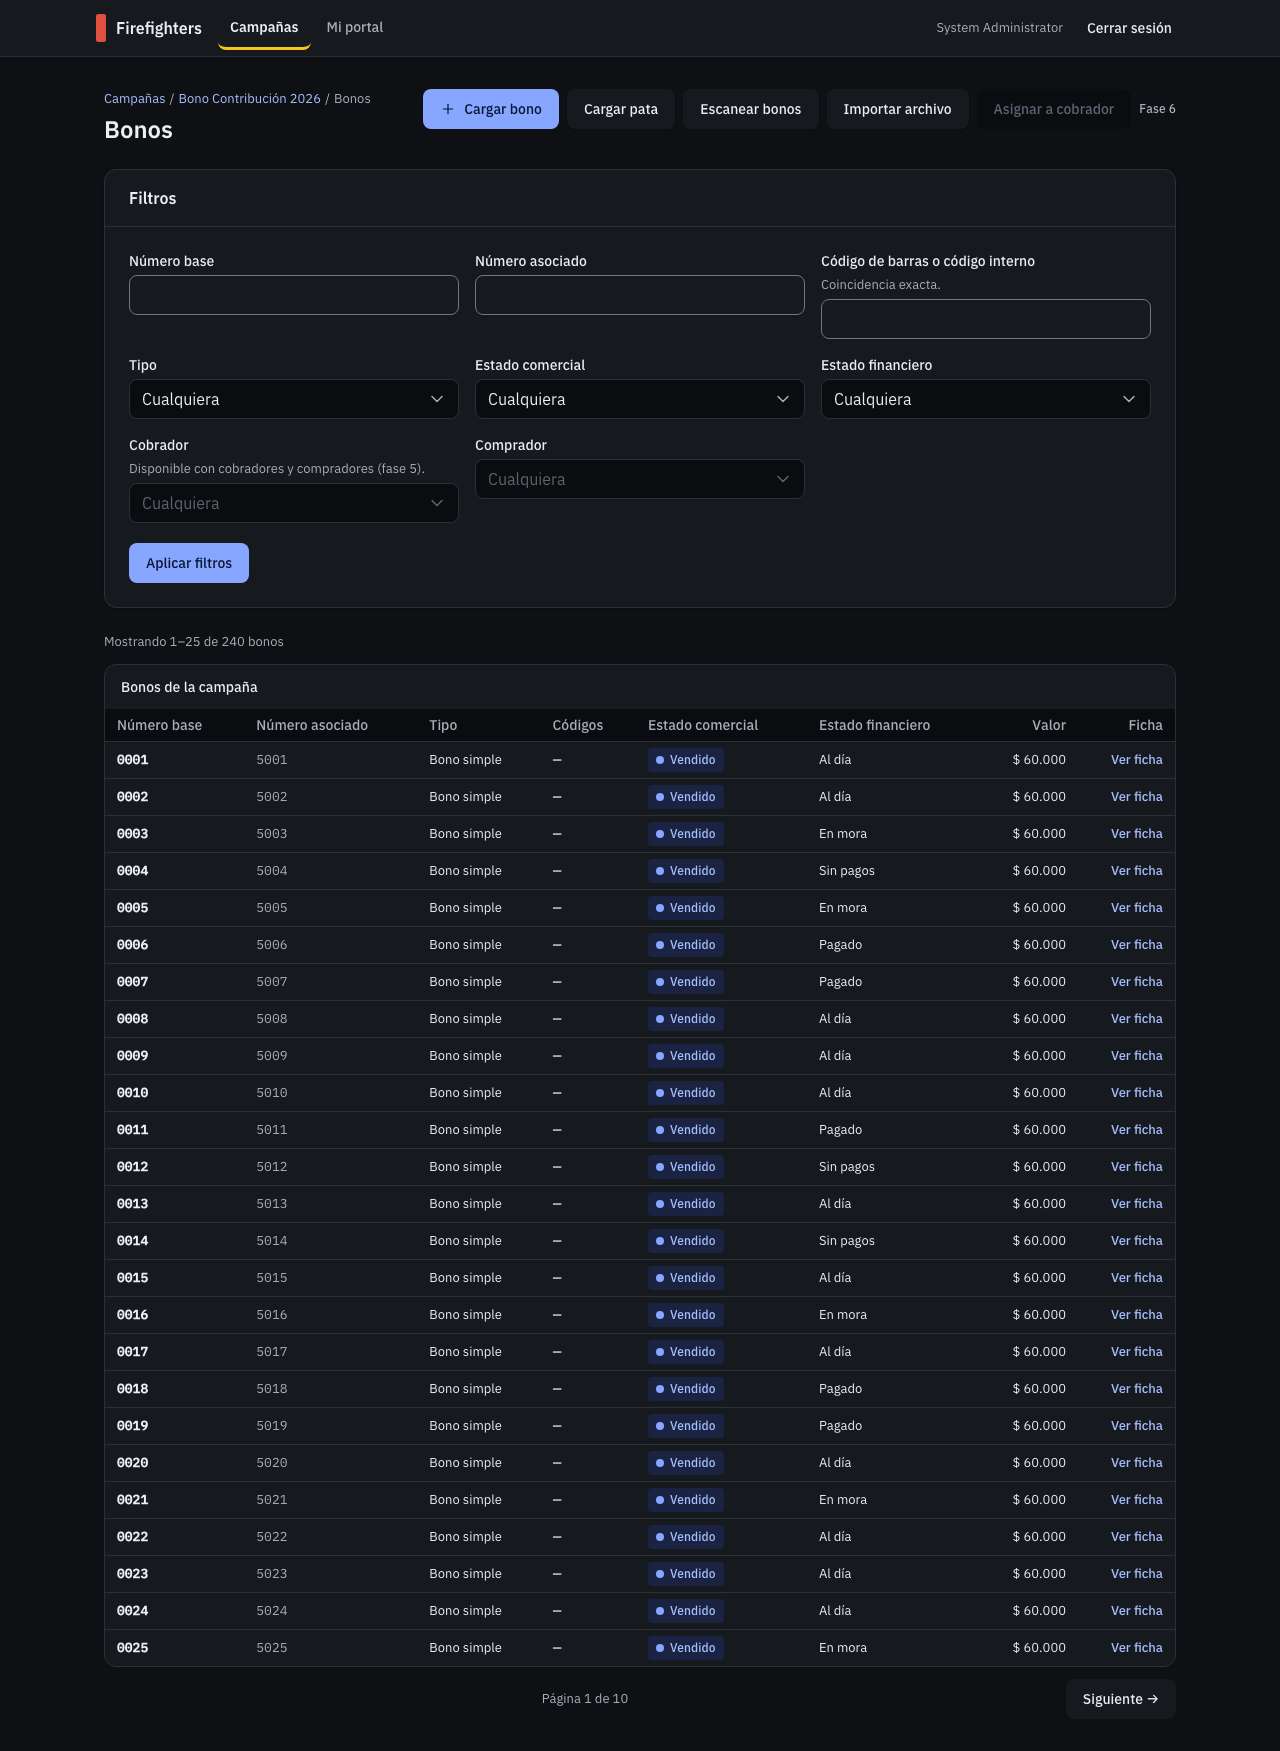 Firefighters Campañas Mi portal System Administrator Cerrar sesión
Campañas / Bono Contribución 2026 / Bonos
Bonos
+ Cargar bono Cargar pata Escanear bonos Importar archivo Asignar a cobrador Fase 6
Filtros
Número base Número asociado Código de barras o código interno
Coincidencia exacta.
Tipo Estado comercial Estado financiero
Cualquiera Cualquiera Cualquiera
Cobrador Comprador
Disponible con cobradores y compradores (fase 5).
Cualquiera Cualquiera
Aplicar filtros
Mostrando 1–25 de 240 bonos
Bonos de la campaña
Número base Número asociado Tipo Códigos Estado comercial Estado financiero Valor Ficha
0001 5001 Bono simple — Vendido Al día $ 60.000 Ver ficha
0002 5002 Bono simple — Vendido Al día $ 60.000 Ver ficha
0003 5003 Bono simple — Vendido En mora $ 60.000 Ver ficha
0004 5004 Bono simple — Vendido Sin pagos $ 60.000 Ver ficha
0005 5005 Bono simple — Vendido En mora $ 60.000 Ver ficha
0006 5006 Bono simple — Vendido Pagado $ 60.000 Ver ficha
0007 5007 Bono simple — Vendido Pagado $ 60.000 Ver ficha
0008 5008 Bono simple — Vendido Al día $ 60.000 Ver ficha
0009 5009 Bono simple — Vendido Al día $ 60.000 Ver ficha
0010 5010 Bono simple — Vendido Al día $ 60.000 Ver ficha
0011 5011 Bono simple — Vendido Pagado $ 60.000 Ver ficha
0012 5012 Bono simple — Vendido Sin pagos $ 60.000 Ver ficha
0013 5013 Bono simple — Vendido Al día $ 60.000 Ver ficha
0014 5014 Bono simple — Vendido Sin pagos $ 60.000 Ver ficha
0015 5015 Bono simple — Vendido Al día $ 60.000 Ver ficha
0016 5016 Bono simple — Vendido En mora $ 60.000 Ver ficha
0017 5017 Bono simple — Vendido Al día $ 60.000 Ver ficha
0018 5018 Bono simple — Vendido Pagado $ 60.000 Ver ficha
0019 5019 Bono simple — Vendido Pagado $ 60.000 Ver ficha
0020 5020 Bono simple — Vendido Al día $ 60.000 Ver ficha
0021 5021 Bono simple — Vendido En mora $ 60.000 Ver ficha
0022 5022 Bono simple — Vendido Al día $ 60.000 Ver ficha
0023 5023 Bono simple — Vendido Al día $ 60.000 Ver ficha
0024 5024 Bono simple — Vendido Al día $ 60.000 Ver ficha
0025 5025 Bono simple — Vendido En mora $ 60.000 Ver ficha
Página 1 de 10 Siguiente →